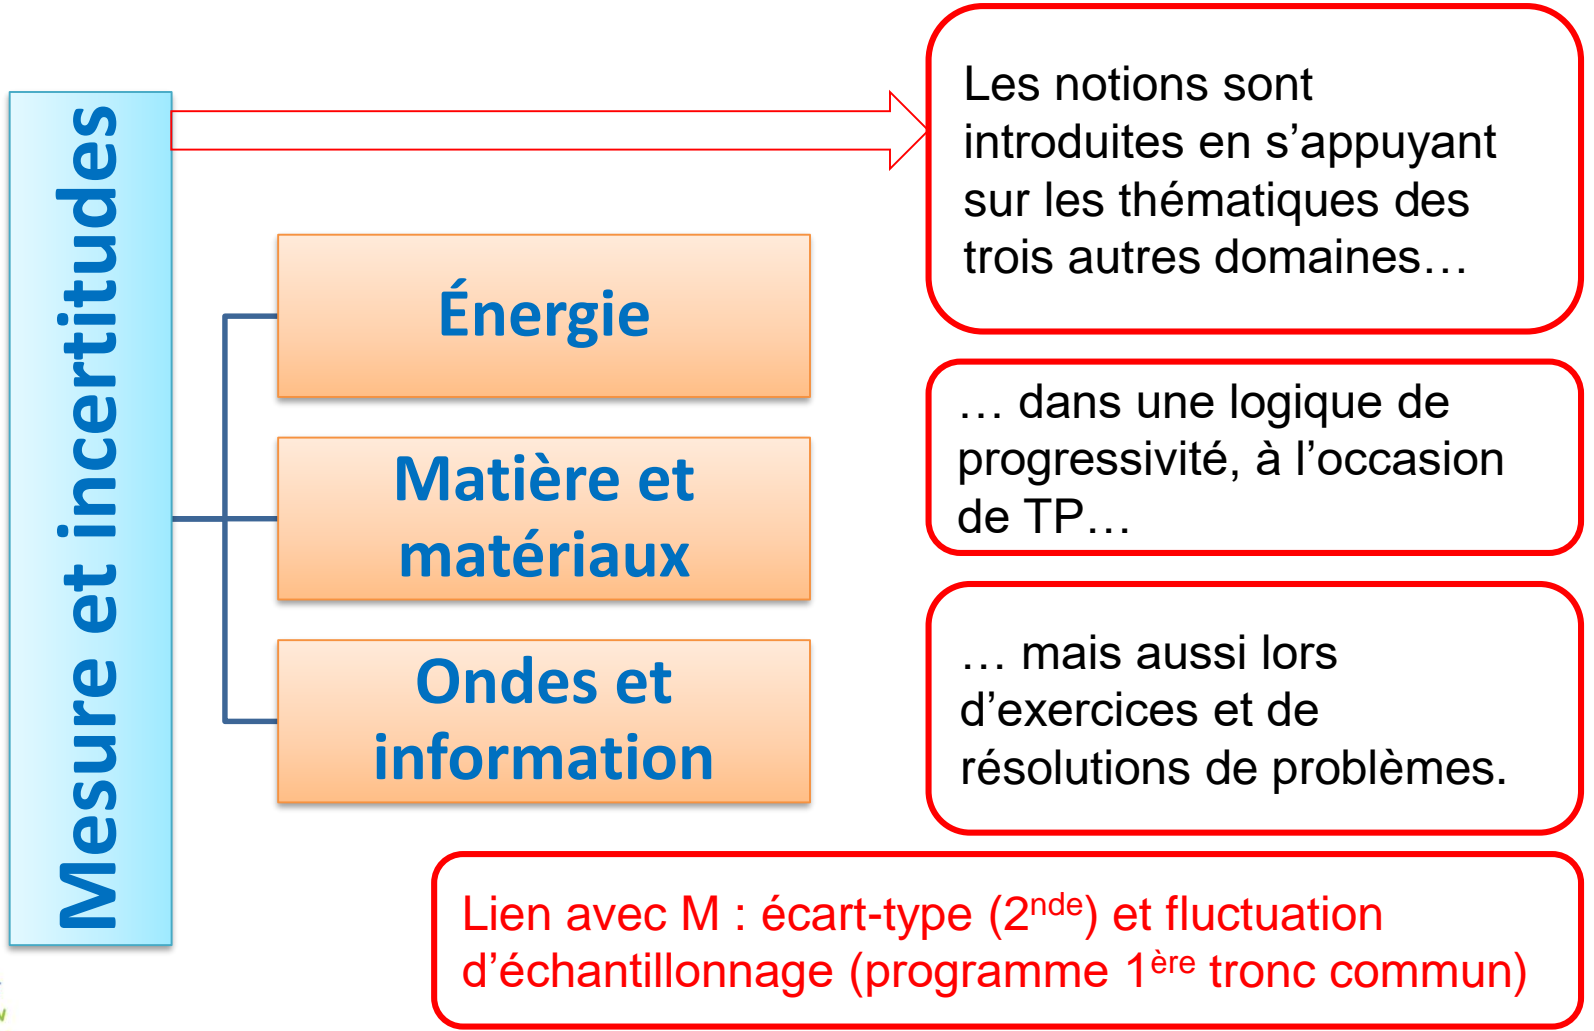 Mesure et incertitudes
Les notions sont
introduites en s’appuyant
sur les thématiques des
trois autres domaines…
Énergie
… dans une logique de
progressivité, à l’occasion
de TP…
Matière et
matériaux
… mais aussi lors
d’exercices et de
résolutions de problèmes.
Ondes et
information
Lien avec M : écart-type (2nde) et fluctuation
d’échantillonnage (programme 1ère tronc commun)